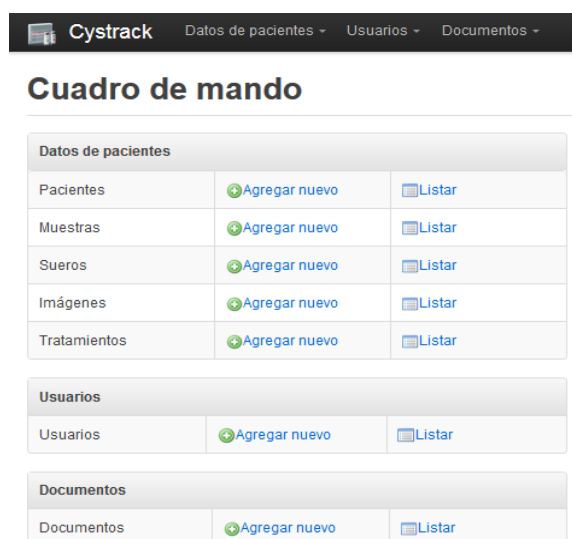 Cystrack Datos de pacientes Usuarios Documentos
Cuadro de mando
Datos de pacientes
Pacientes Agregar nuevo Listar
Muestras Agregar nuevo Listar
Sueros Agregar nuevo Listar
Imágenes Agregar nuevo Listar
Tratamientos Agregar nuevo Listar
Usuarios
Usuarios Agregar nuevo Listar
Documentos
Documentos Agregar nuevo Listar